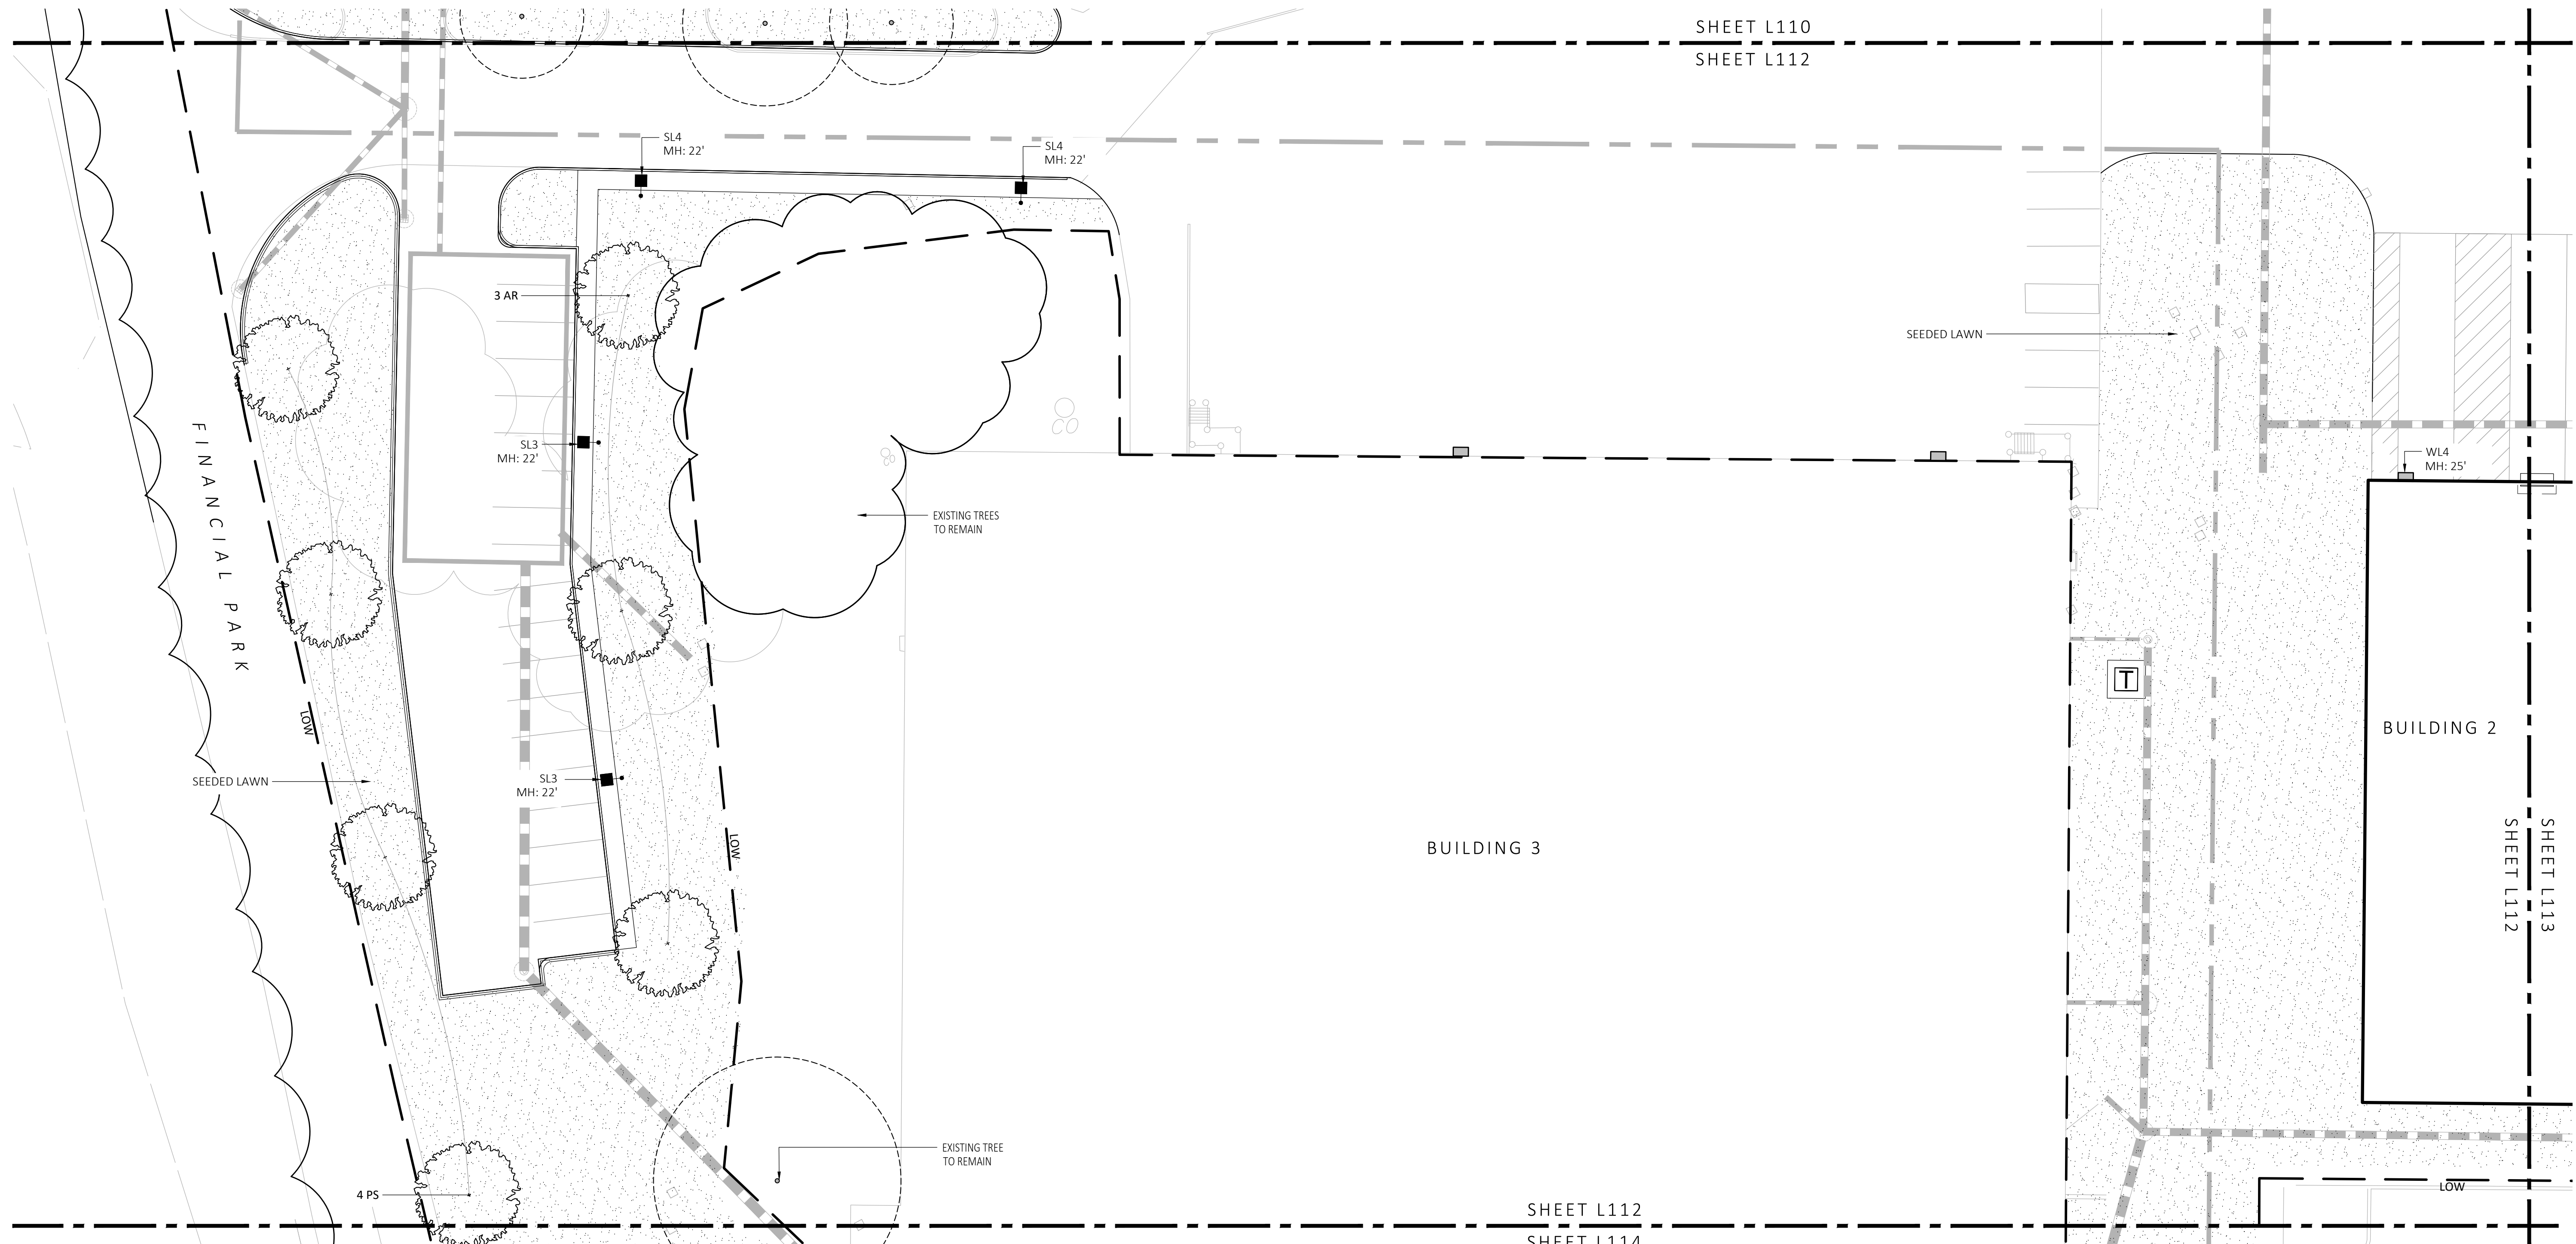 SHEET L110
SHEET L112
SL4
MH: 22'
SL4
MH: 22'
3 AR
SEEDED LAWN
SL3
MH: 22'
WL4
MH: 25'
FINANCIAL PARK
EXISTING TREES
TO REMAIN
T
LOW
BUILDING 2
SEEDED LAWN
SL3
MH: 22'
LOW
BUILDING 3
SHEET L112
SHEET L113
EXISTING TREE
TO REMAIN
4 PS
LOW
SHEET L112
SHEET L114